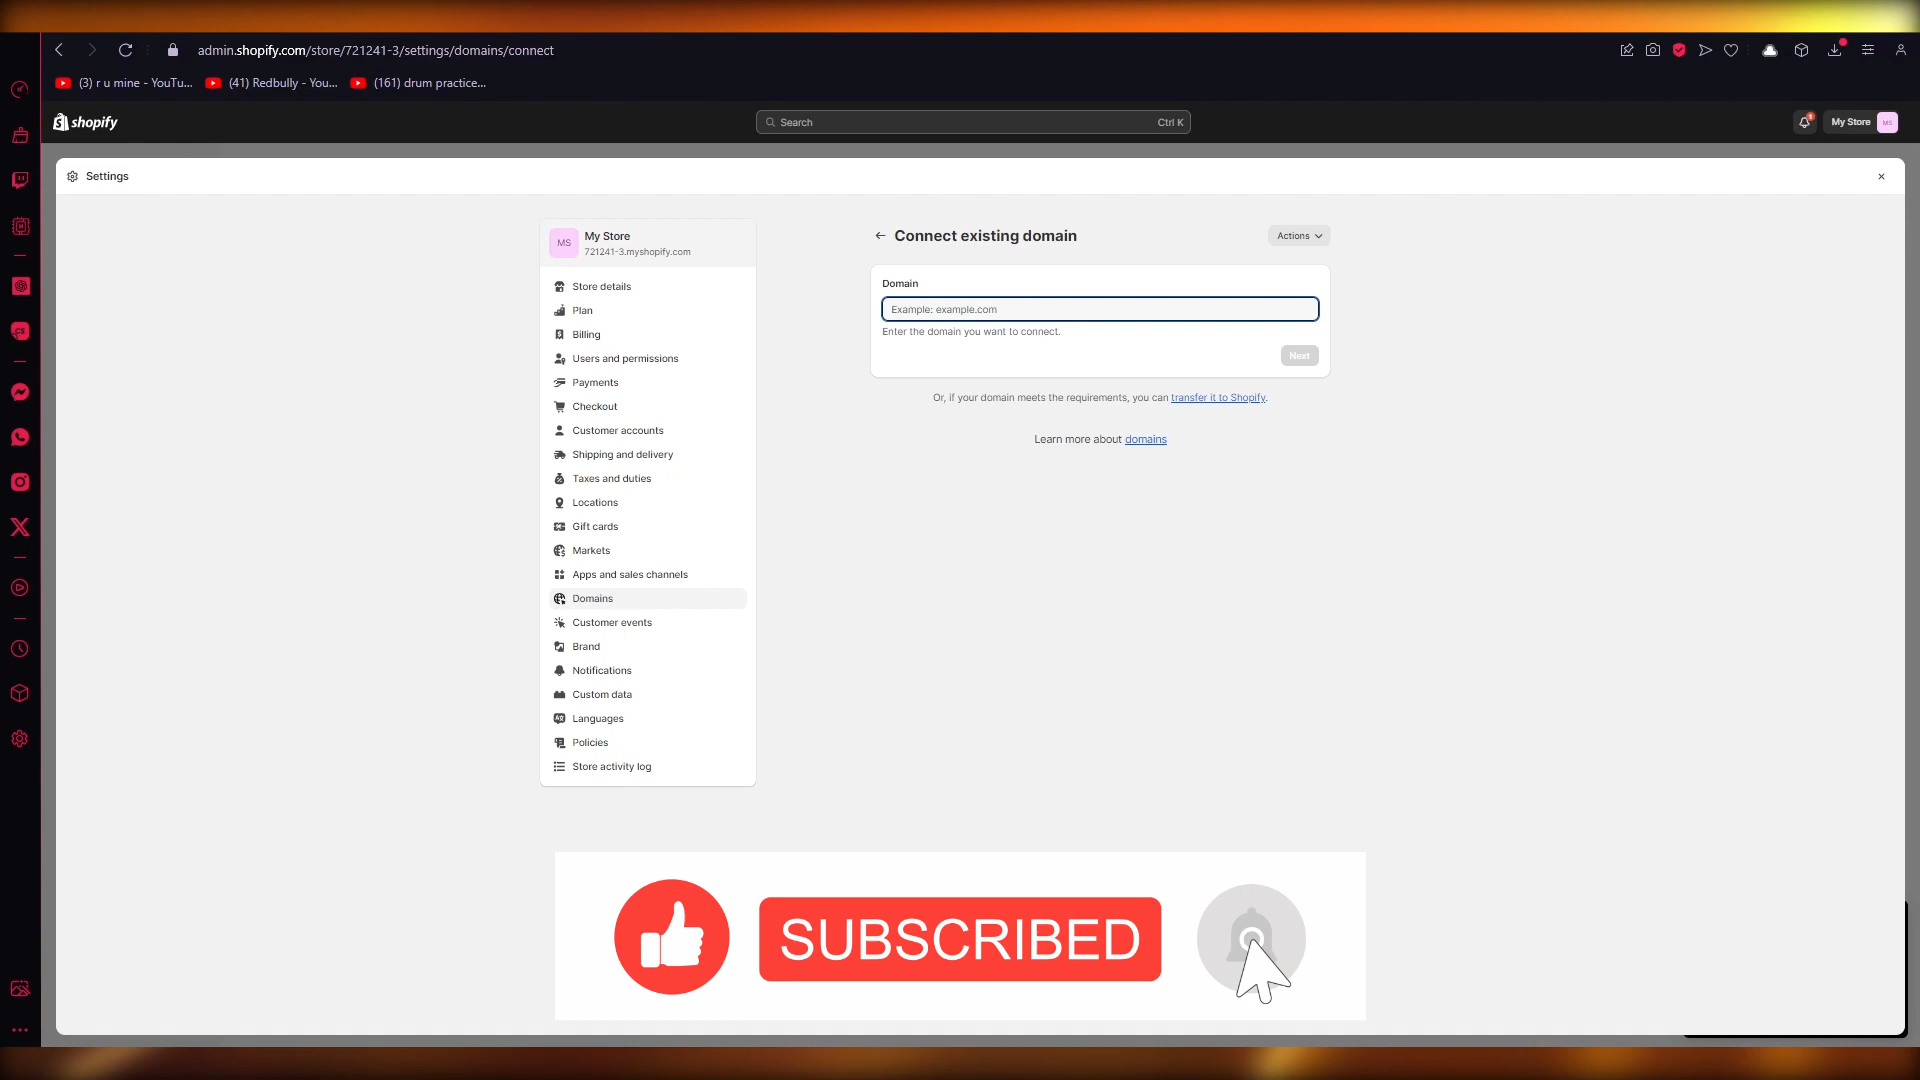 admin.shopify.com/store/721241-3/settings/domains/connect
(3) r u mine - YouTu...
(41) Redbully - You...
(161) drum practice...
shopify
Search
Ctrl K
My Store
MS
Settings
MS
My Store
721241-3.myshopify.com
Store details
Plan
Billing
Users and permissions
Payments
Checkout
Customer accounts
Shipping and delivery
Taxes and duties
Locations
Gift cards
Markets
Apps and sales channels
Domains
Customer events
Brand
Notifications
Custom data
Languages
Policies
Store activity log
Connect existing domain
Actions
Domain
Example: example.com
Enter the domain you want to connect.
Next
Or, if your domain meets the requirements, you can transfer it to Shopify.
Learn more about domains
SUBSCRIBED